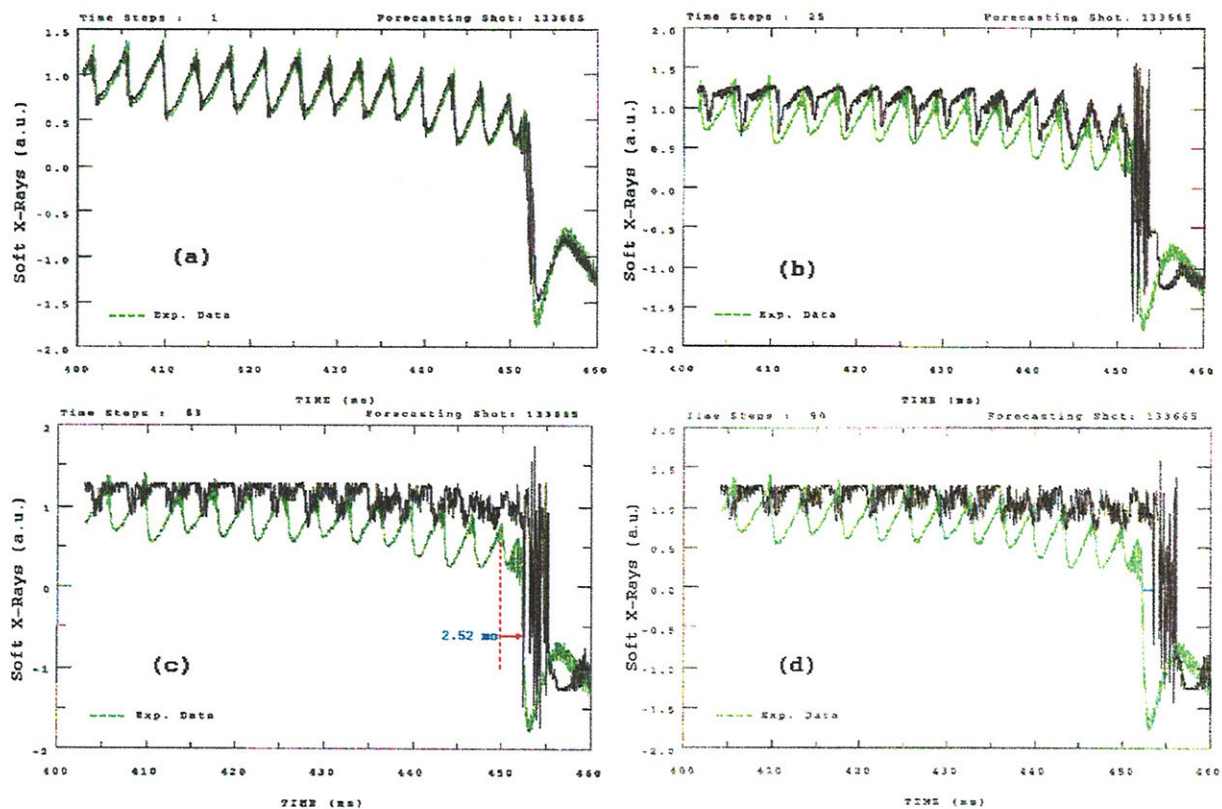 Time Steps : 1 Forecasting Shot: 133665
1.5
1.0
0.5
0.0
-0.5
-1.0
-1.5
-2.0
Soft X-Rays (a.u.)
(a)
Exp. Data
400 410 420 430 440 450 460
TIME (ms)
Time Steps : 25 Forecasting Shot: 133665
2.0
1.5
1.0
0.5
0.0
-0.5
-1.0
-1.5
-2.0
Soft X-Rays (a.u.)
(b)
Exp. Data
400 410 420 430 440 450 460
TIME (ms)
Time Steps : 63 Forecasting Shot: 133665
2
1
0
-1
-2
Soft X-Rays (a.u.)
2.52 ms
(c)
Exp. Data
400 410 420 430 440 450 460
TIME (ms)
Time Steps : 90 Forecasting Shot: 133665
2.0
1.5
1.0
0.5
0.0
-0.5
-1.0
-1.5
-2.0
Soft X-Rays (a.u.)
(d)
Exp. Data
400 410 420 430 440 450 460
TIME (ms)